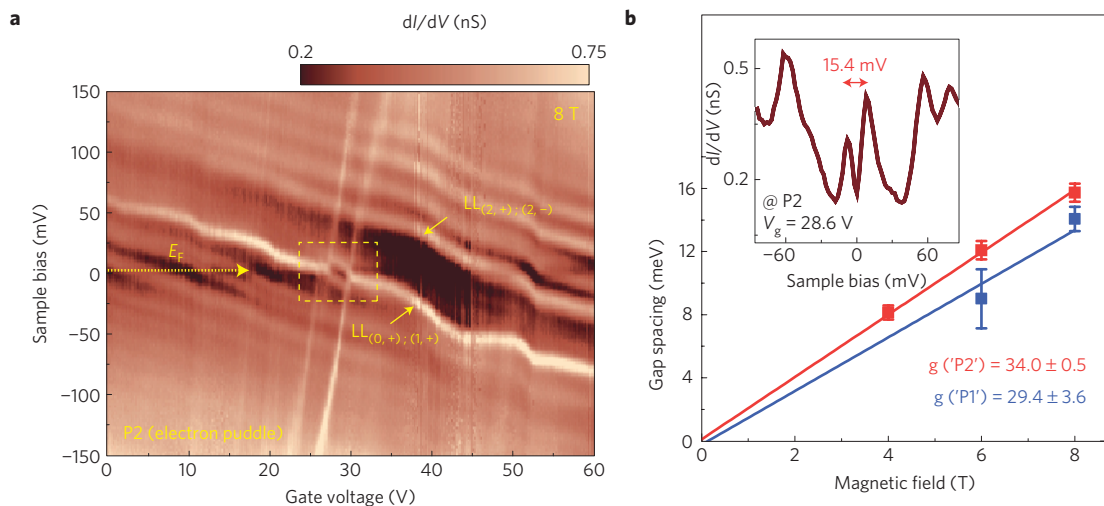 a
dI/dV (nS)
0.2
0.75
150
100
50
0
−50
−100
−150
Sample bias (mV)
8 T
LL(2,+) ; (2,−)
EF
LL(0,+) ; (1,+)
P2 (electron puddle)
0
10
20
30
40
50
60
Gate voltage (V)
b
16
12
8
4
0
Gap spacing (meV)
0.5
0.2
dI/dV (nS)
15.4 mV
@ P2
Vg = 28.6 V
−60
0
60
Sample bias (mV)
g ('P2') = 34.0 ± 0.5
g ('P1') = 29.4 ± 3.6
0
2
4
6
8
Magnetic field (T)